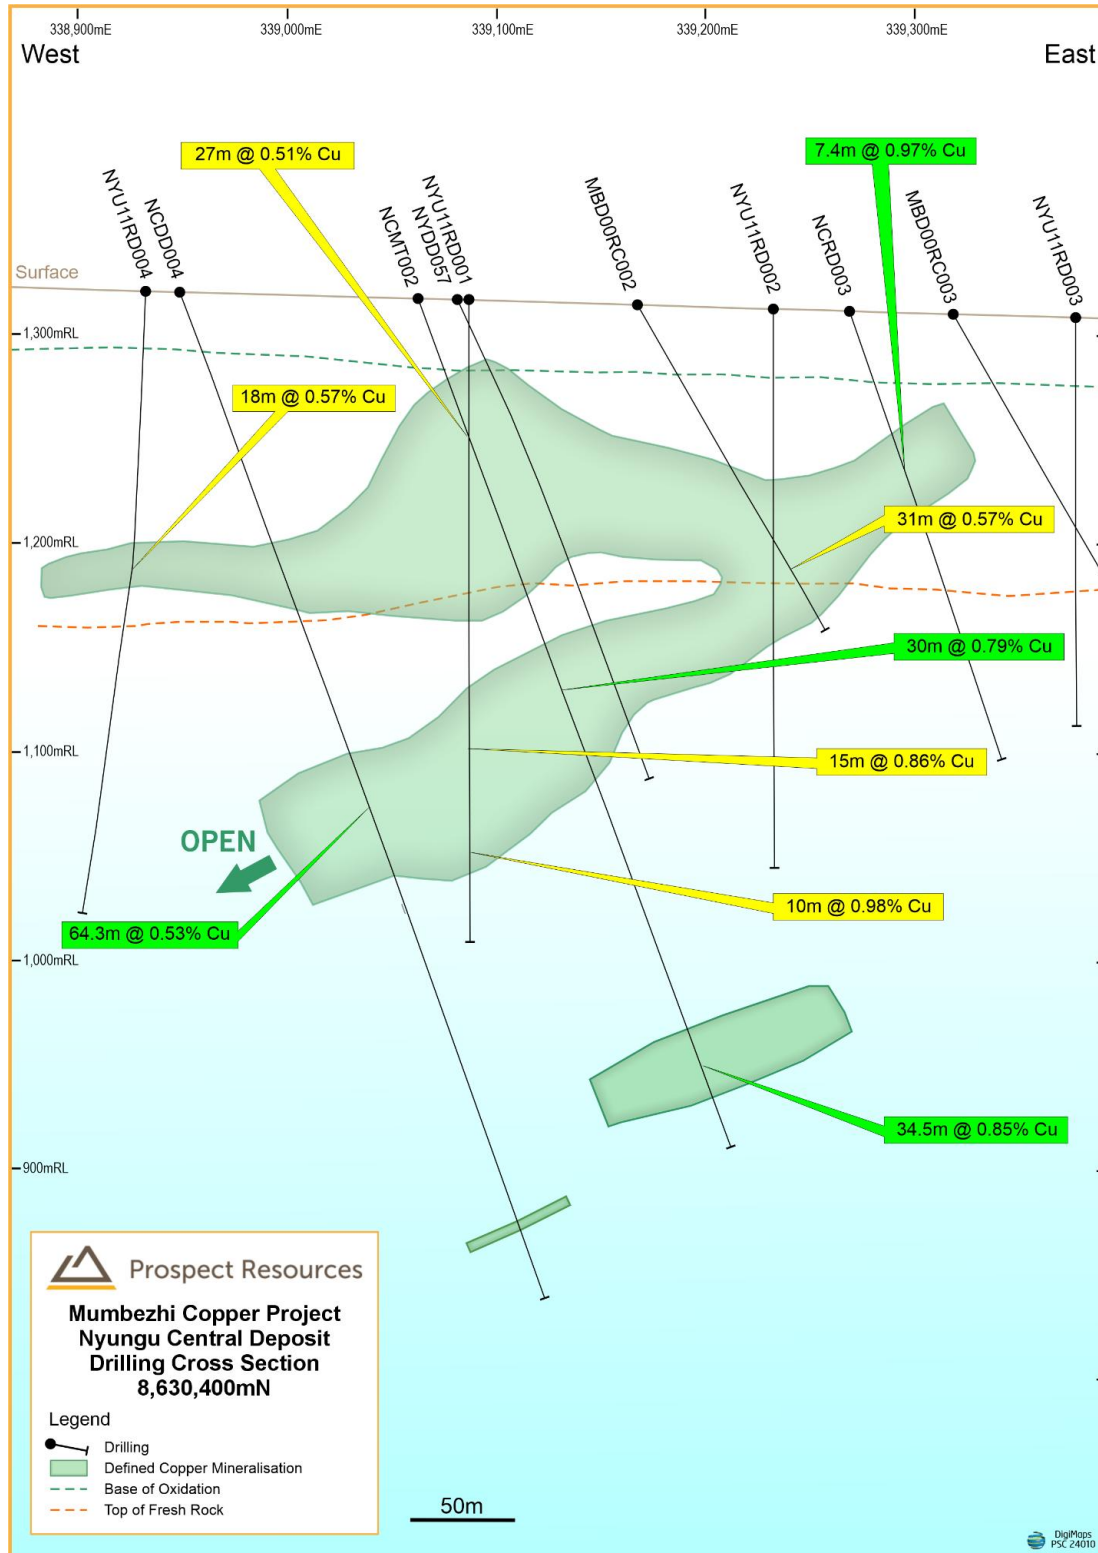 338,900mE
339,000mE
339,100mE
339,200mE
339,300mE
West
East
27m @ 0.51% Cu
7.4m @ 0.97% Cu
NYU11RD004
NCDD004
NCMT002
NYDD057
NYU11RD001
MBD00RC002
NYU11RD002
NCRD003
MBD00RC003
NYU11RD003
Surface
1,300mRL
18m @ 0.57% Cu
31m @ 0.57% Cu
1,200mRL
30m @ 0.79% Cu
1,100mRL
15m @ 0.86% Cu
OPEN
10m @ 0.98% Cu
64.3m @ 0.53% Cu
1,000mRL
34.5m @ 0.85% Cu
900mRL
Prospect Resources
Mumbezhi Copper Project
Nyungu Central Deposit
Drilling Cross Section
8,630,400mN
Legend
Drilling
Defined Copper Mineralisation
Base of Oxidation
Top of Fresh Rock
50m
DigiMaps
PSC 24010